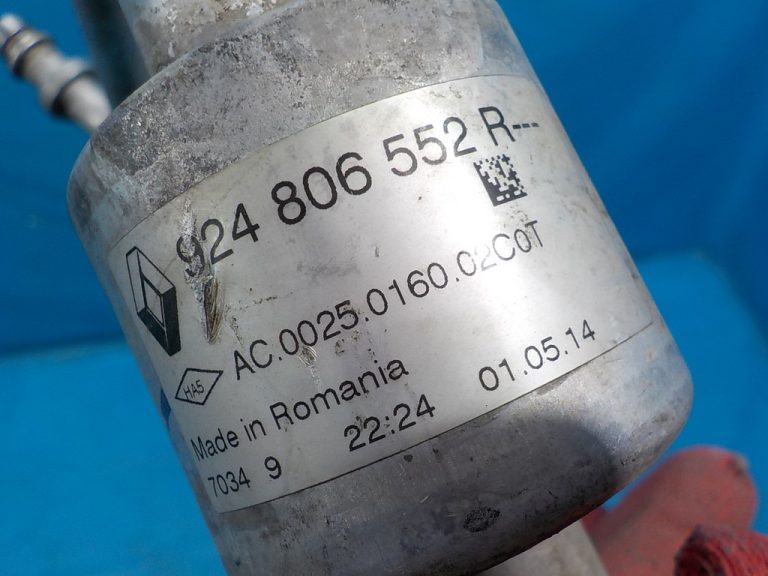 924 806 552 R---
AC.0025.0160.02C0T
HA5
Made in Romania
22:24 01.05.14
7034 9